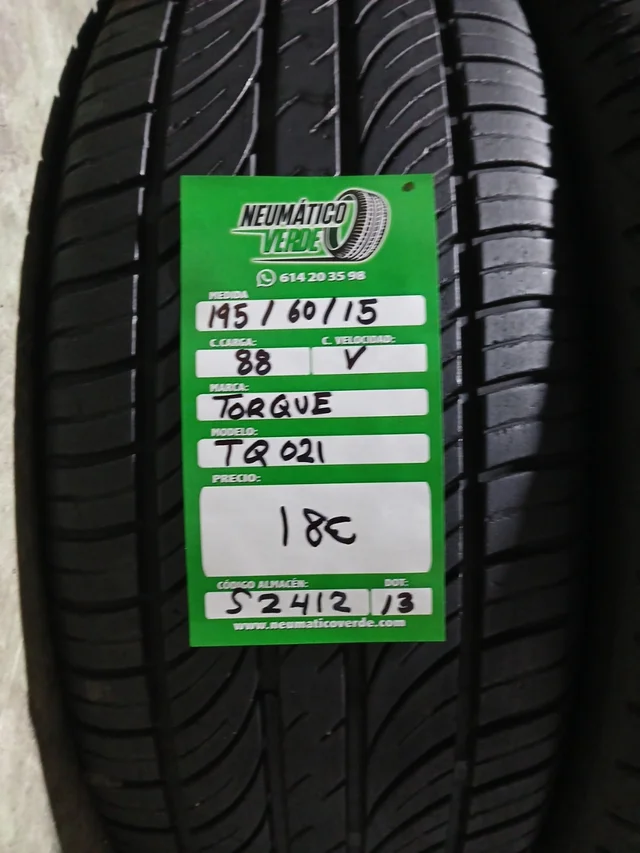 NEUMÁTICO
VERDE
614 20 35 98
MEDIDA
195 / 60 / 15
C.CARGA: C. VELOCIDAD:
88 V
MARCA:
TORQUE
MODELO:
TQ 021
PRECIO:
18€
CÓDIGO ALMACÉN: DOT:
S2412 13
www.neumaticoverde.com